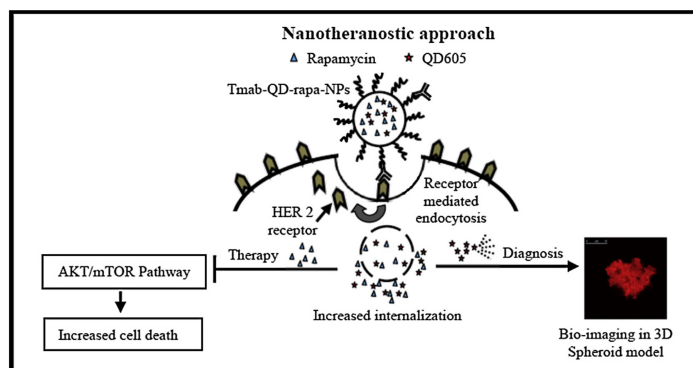 Nanotheranostic approach
Rapamycin
QD605
Tmab-QD-rapa-NPs
Receptor
mediated
endocytosis
HER 2
receptor
Therapy
Diagnosis
AKT/mTOR Pathway
Increased cell death
Increased internalization
Bio-imaging in 3D
Spheroid model